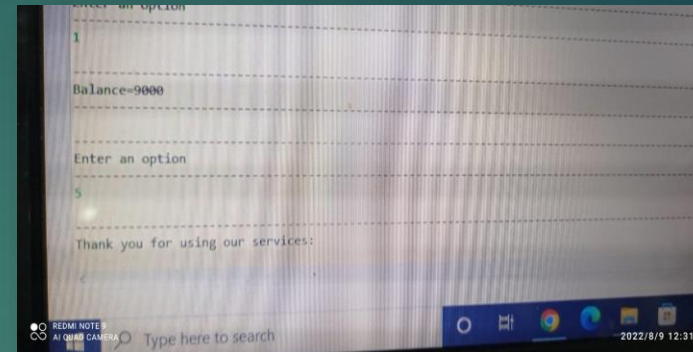 Enter an option
1
Balance=9000
Enter an option
5
Thank you for using our services:
Type here to search
REDMI NOTE 9
AI QUAD CAMERA
2022/8/9 12:31